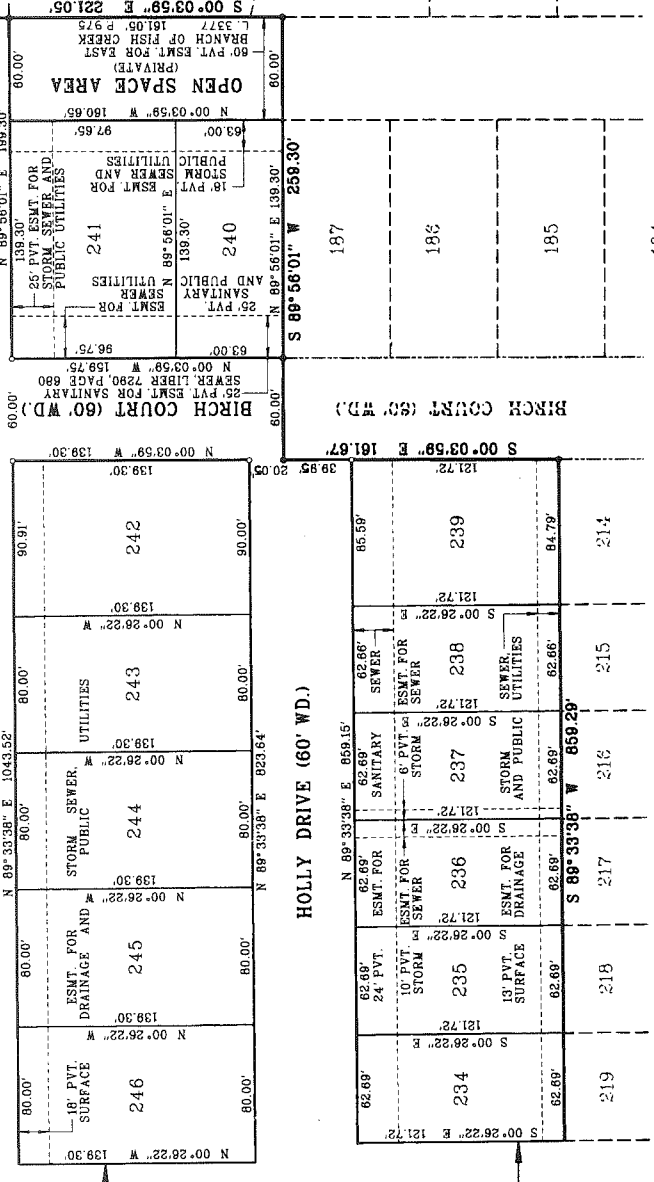 S 00°03'59" E 221.05'
161.05'
L. 3377 P. 975
BRANCH OF FISH CREEK
60' PVT. ESMT. FOR EAST
(PRIVATE)
OPEN SPACE AREA
60.00'
60.00'
N 00°03'59" W 160.65'
97.65'
63.00'
N 89°56'01" E 199.30'
139.30'
25' PVT. ESMT. FOR
STORM SEWER AND
PUBLIC UTILITIES
18' PVT. ESMT. FOR
STORM SEWER AND
PUBLIC UTILITIES
241
N 89°56'01" E
139.30'
240
N 89°56'01" E 139.30'
S 89°56'01" W 259.30'
25' PVT. ESMT. FOR
SANITARY SEWER
AND PUBLIC UTILITIES
96.75'
63.00'
N 00°03'59" W 159.75'
25' PVT. ESMT. FOR SANITARY
SEWER, LIBER 7290, PAGE 680
BIRCH COURT (60' WD.)
60.00'
60.00'
187
186
185
BIRCH COURT (60' WD.)
N 00°03'59" W 139.30'
139.30'
S 00°03'59" E 161.67'
20.05'
39.95'
121.72'
90.91'
242
90.00'
139.30'
N 00°26'22" W
80.00'
UTILITIES
243
80.00'
139.30'
N 00°26'22" W
N 89°33'38" E 1043.52'
80.00'
STORM SEWER,
PUBLIC
244
80.00'
N 89°33'38" E 823.64'
139.30'
N 00°26'22" W
80.00'
ESMT. FOR
DRAINAGE AND
245
80.00'
139.30'
N 00°26'22" W
80.00'
18' PVT.
SURFACE
246
80.00'
N 00°26'22" W 139.30'
HOLLY DRIVE (60' WD.)
85.59'
239
84.79'
214
121.72'
S 00°26'22" E
62.66'
SEWER
ESMT. FOR
SEWER
238
SEWER,
UTILITIES
62.66'
215
121.72'
S 00°26'22" E
N 89°33'38" E 859.15'
62.69'
SANITARY
6' PVT.
STORM
237
STORM
AND PUBLIC
62.69'
S 89°33'38" W 859.29'
216
121.72'
S 00°26'22" E
62.69'
ESMT. FOR
ESMT. FOR
SEWER
236
ESMT. FOR
DRAINAGE
62.69'
217
121.72'
S 00°26'22" E
62.69'
24' PVT.
10' PVT.
STORM
235
13' PVT.
SURFACE
62.69'
218
121.72'
S 00°26'22" E
62.69'
234
62.69'
219
S 00°26'22" E 121.72'